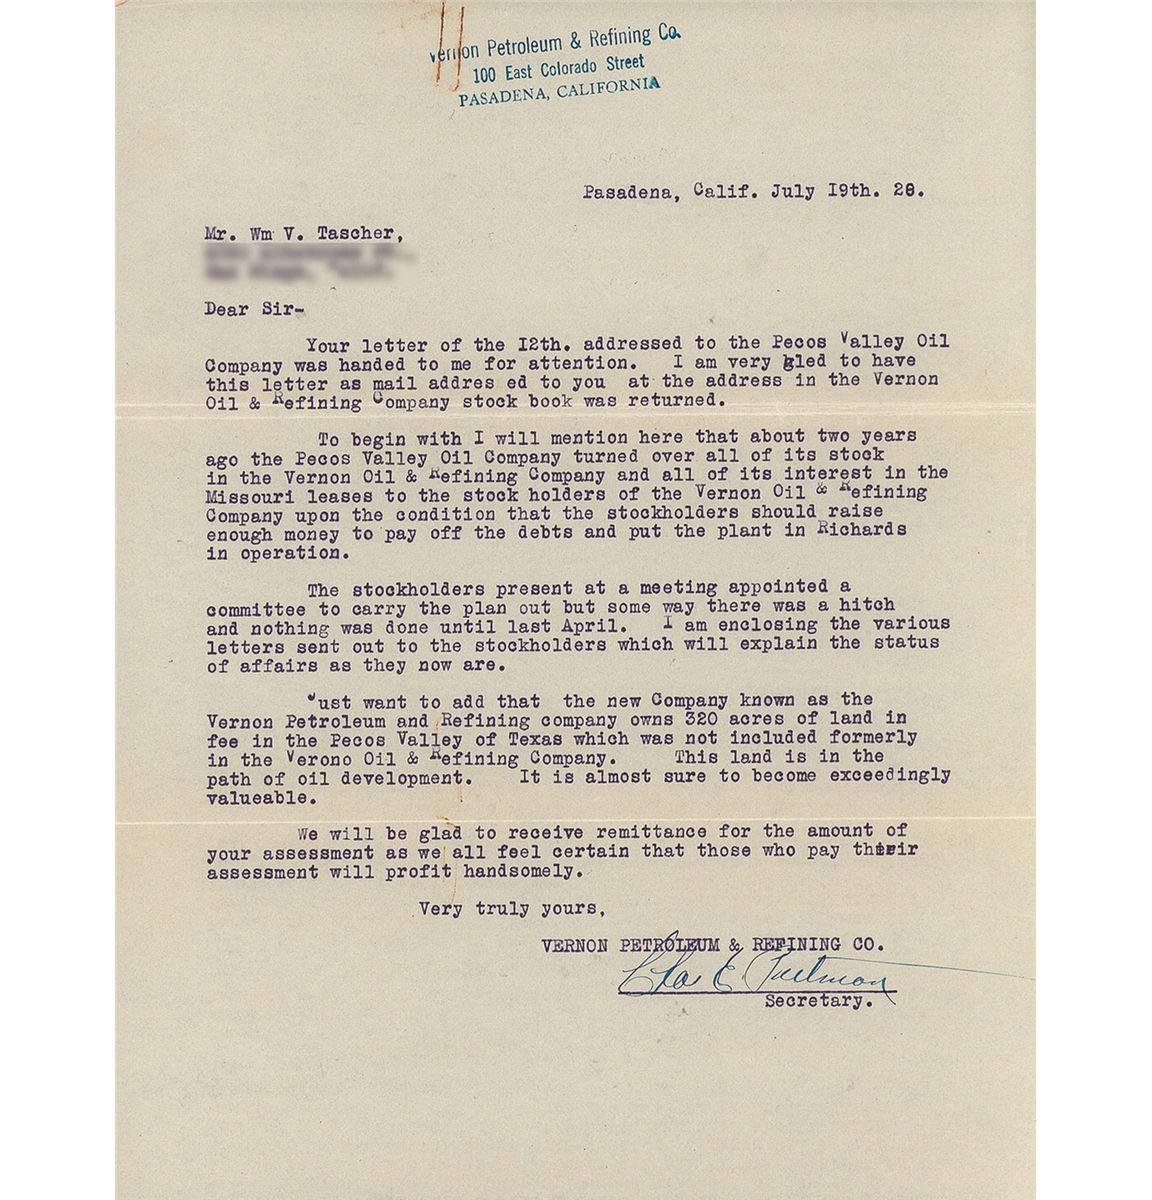 Vernon Petroleum & Refining Co.
100 East Colorado Street
PASADENA, CALIFORNIA
Pasadena, Calif. July I9th. 28.
Mr. Wm V. Tascher,
Dear Sir-
Your letter of the I2th. addressed to the Pecos Valley Oil
Company was handed to me for attention. I am very gled to have
this letter as mail addres ed to you at the address in the Vernon
Oil & Refining Company stock book was returned.
To begin with I will mention here that about two years
ago the Pecos Valley Oil Company turned over all of its stock
in the Vernon Oil & Refining Company and all of its interest in the
Missouri leases to the stock holders of the Vernon Oil & Refining
Company upon the condition that the stockholders should raise
enough money to pay off the debts and put the plant in Richards
in operation.
The stockholders present at a meeting appointed a
committee to carry the plan out but some way there was a hitch
and nothing was done until last April. I am enclosing the various
letters sent out to the stockholders which will explain the status
of affairs as they now are.
Just want to add that the new Company known as the
Vernon Petroleum and Refining company owns 320 acres of land in
fee in the Pecos Valley of Texas which was not included formerly
in the Verono Oil & Refining Company. This land is in the
path of oil development. It is almost sure to become exceedingly
valueable.
We will be glad to receive remittance for the amount of
your assessment as we all feel certain that those who pay their
assessment will profit handsomely.
Very truly yours,
VERNON PETROLEUM & REFINING CO.
Chas E.
Secretary.